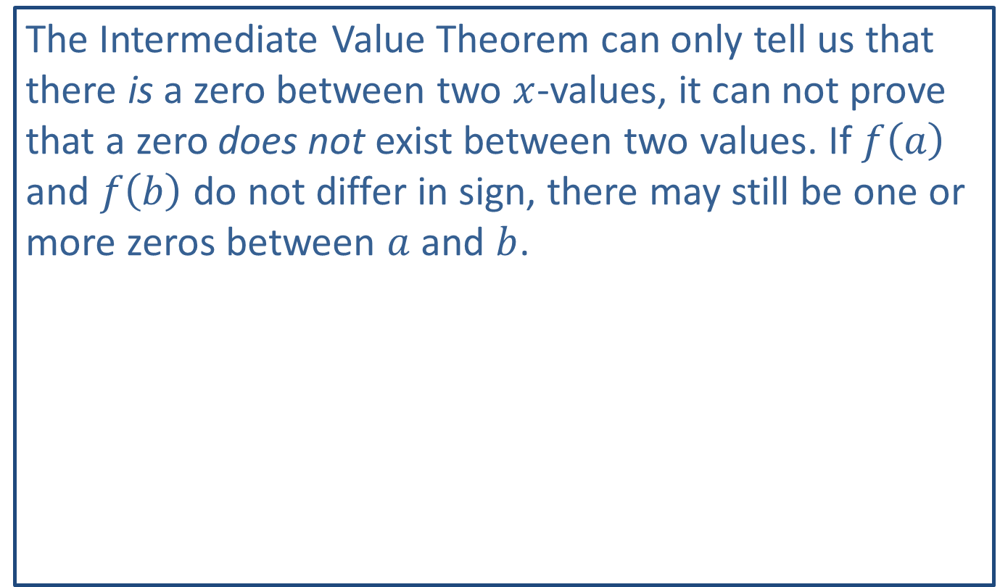 The Intermediate Value Theorem can only tell us that
there is a zero between two x-values, it can not prove
that a zero does not exist between two values. If f(a)
and f(b) do not differ in sign, there may still be one or
more zeros between a and b.